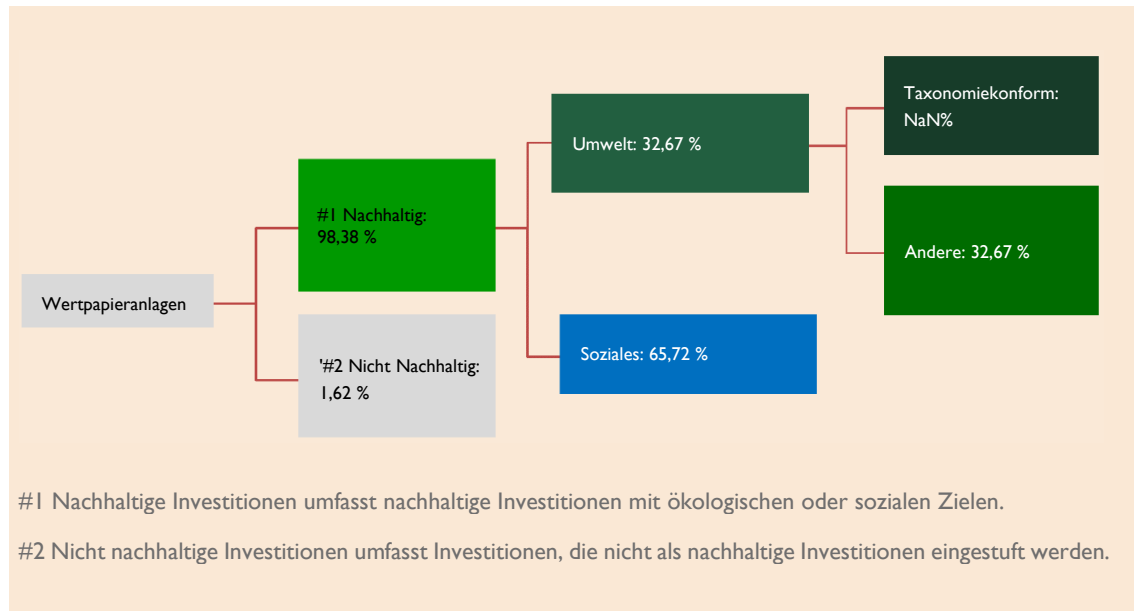 Wertpapieranlagen
#1 Nachhaltig:
98,38 %
'#2 Nicht Nachhaltig:
1,62 %
Umwelt: 32,67 %
Soziales: 65,72 %
Taxonomiekonform:
NaN%
Andere: 32,67 %
#1 Nachhaltige Investitionen umfasst nachhaltige Investitionen mit ökologischen oder sozialen Zielen.
#2 Nicht nachhaltige Investitionen umfasst Investitionen, die nicht als nachhaltige Investitionen eingestuft werden.